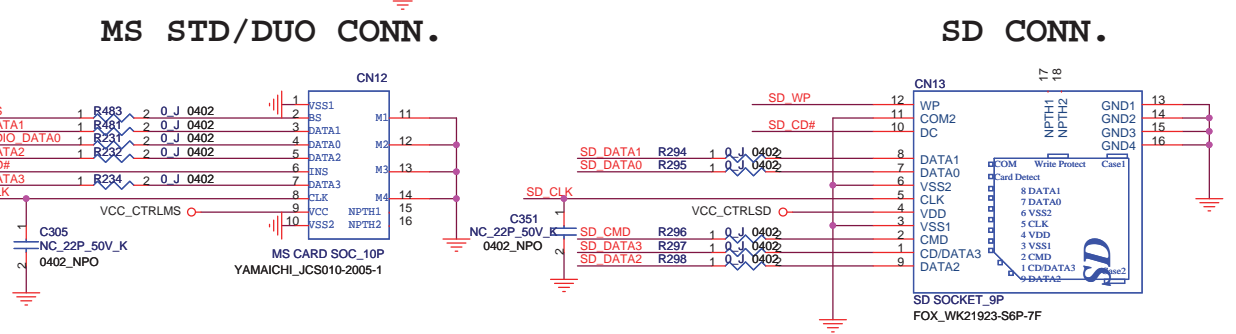 MS STD/DUO CONN.
CN12
R483 1 2 0_J 0402
R481 1 2 0_J 0402
R231 1 2 0_J 0402
R232 1 2 0_J 0402
R234 1 2 0_J 0402
S
ATA1
DIO_DATA0
ATA2
D#
ATA3
LK
1 VSS1
2 BS
3 DATA1
4 DATA0
5 DATA2
6 INS
7 DATA3
8 CLK
9 VCC
10 VSS2
M1 11
M2 12
M3 13
M4 14
NPTH1 15
NPTH2 16
VCC_CTRLMS
C305
NC_22P_50V_K
0402_NPO
1
2
MS CARD SOC_10P
YAMAICHI_JCS010-2005-1
SD CONN.
CN13
17
18
NPTH1
NPTH2
SD_WP
SD_CD#
SD_DATA1 R294 1 0_J 0402 2
SD_DATA0 R295 1 0_J 0402 2
SD_CLK
VCC_CTRLSD
C351
NC_22P_50V_K
0402_NPO
1
2
SD_CMD R296 1 0_J 0402 2
SD_DATA3 R297 1 0_J 0402 2
SD_DATA2 R298 1 0_J 0402 2
12 WP
11 COM2
10 DC
8 DATA1
7 DATA0
6 VSS2
5 CLK
4 VDD
3 VSS1
2 CMD
1 CD/DATA3
9 DATA2
GND1 13
GND2 14
GND3 15
GND4 16
COM Write Protect Case1
Card Detect
8 DATA1
7 DATA0
6 VSS2
5 CLK
4 VDD
3 VSS1
2 CMD
1 CD/DATA3
9 DATA2
SD
Case2
SD SOCKET_9P
FOX_WK21923-S6P-7F